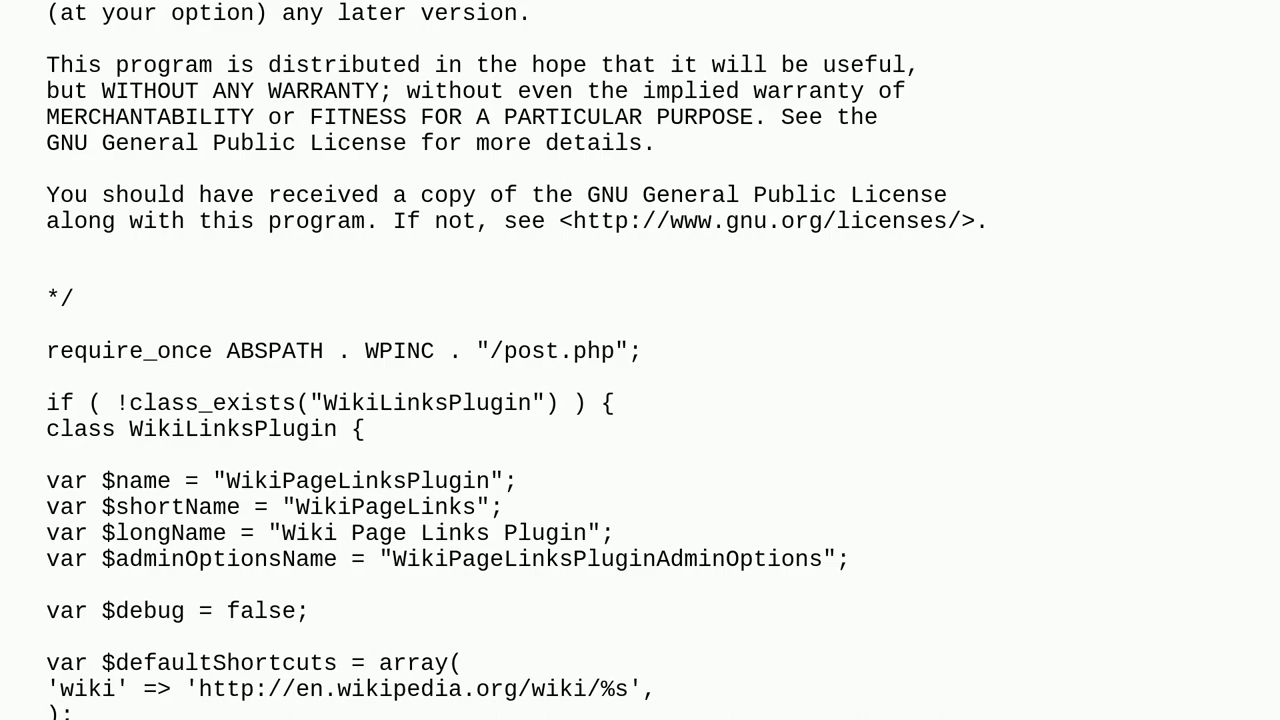 (at your option) any later version.
This program is distributed in the hope that it will be useful,
but WITHOUT ANY WARRANTY; without even the implied warranty of
MERCHANTABILITY or FITNESS FOR A PARTICULAR PURPOSE. See the
GNU General Public License for more details.
You should have received a copy of the GNU General Public License
along with this program. If not, see <http://www.gnu.org/licenses/>.
*/
require_once ABSPATH . WPINC . "/post.php";
if ( !class_exists("WikiLinksPlugin") ) {
class WikiLinksPlugin {
var $name = "WikiPageLinksPlugin";
var $shortName = "WikiPageLinks";
var $longName = "Wiki Page Links Plugin";
var $adminOptionsName = "WikiPageLinksPluginAdminOptions";
var $debug = false;
var $defaultShortcuts = array(
'wiki' => 'http://en.wikipedia.org/wiki/%s',
);